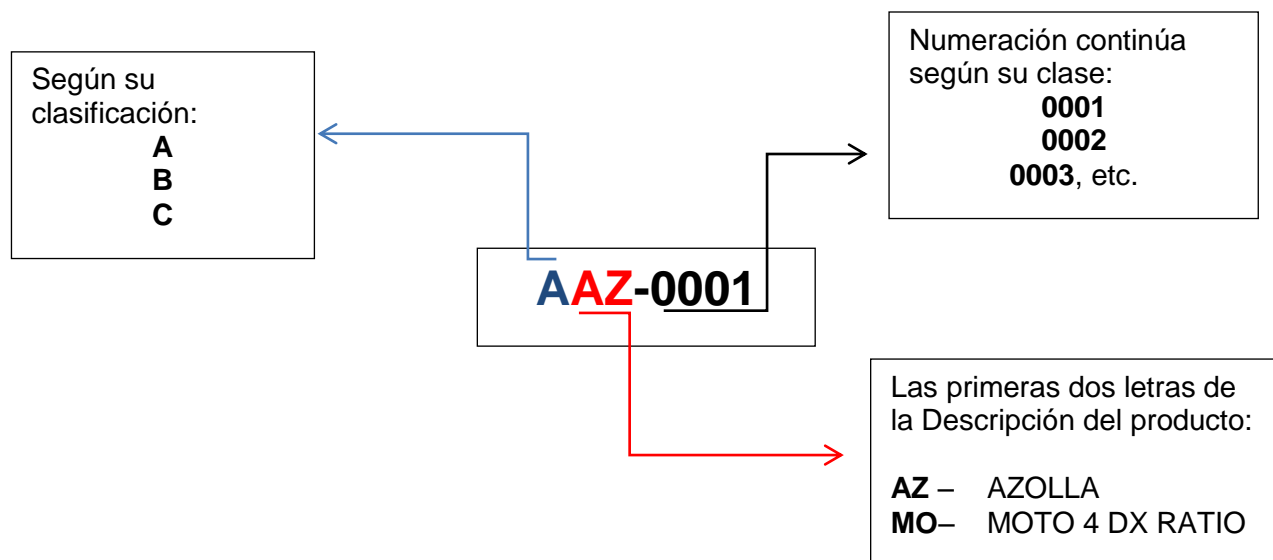 Según su
clasificación:
A
B
C
Numeración continúa
según su clase:
0001
0002
0003, etc.
AAZ-0001
Las primeras dos letras de
la Descripción del producto:
AZ – AZOLLA
MO– MOTO 4 DX RATIO